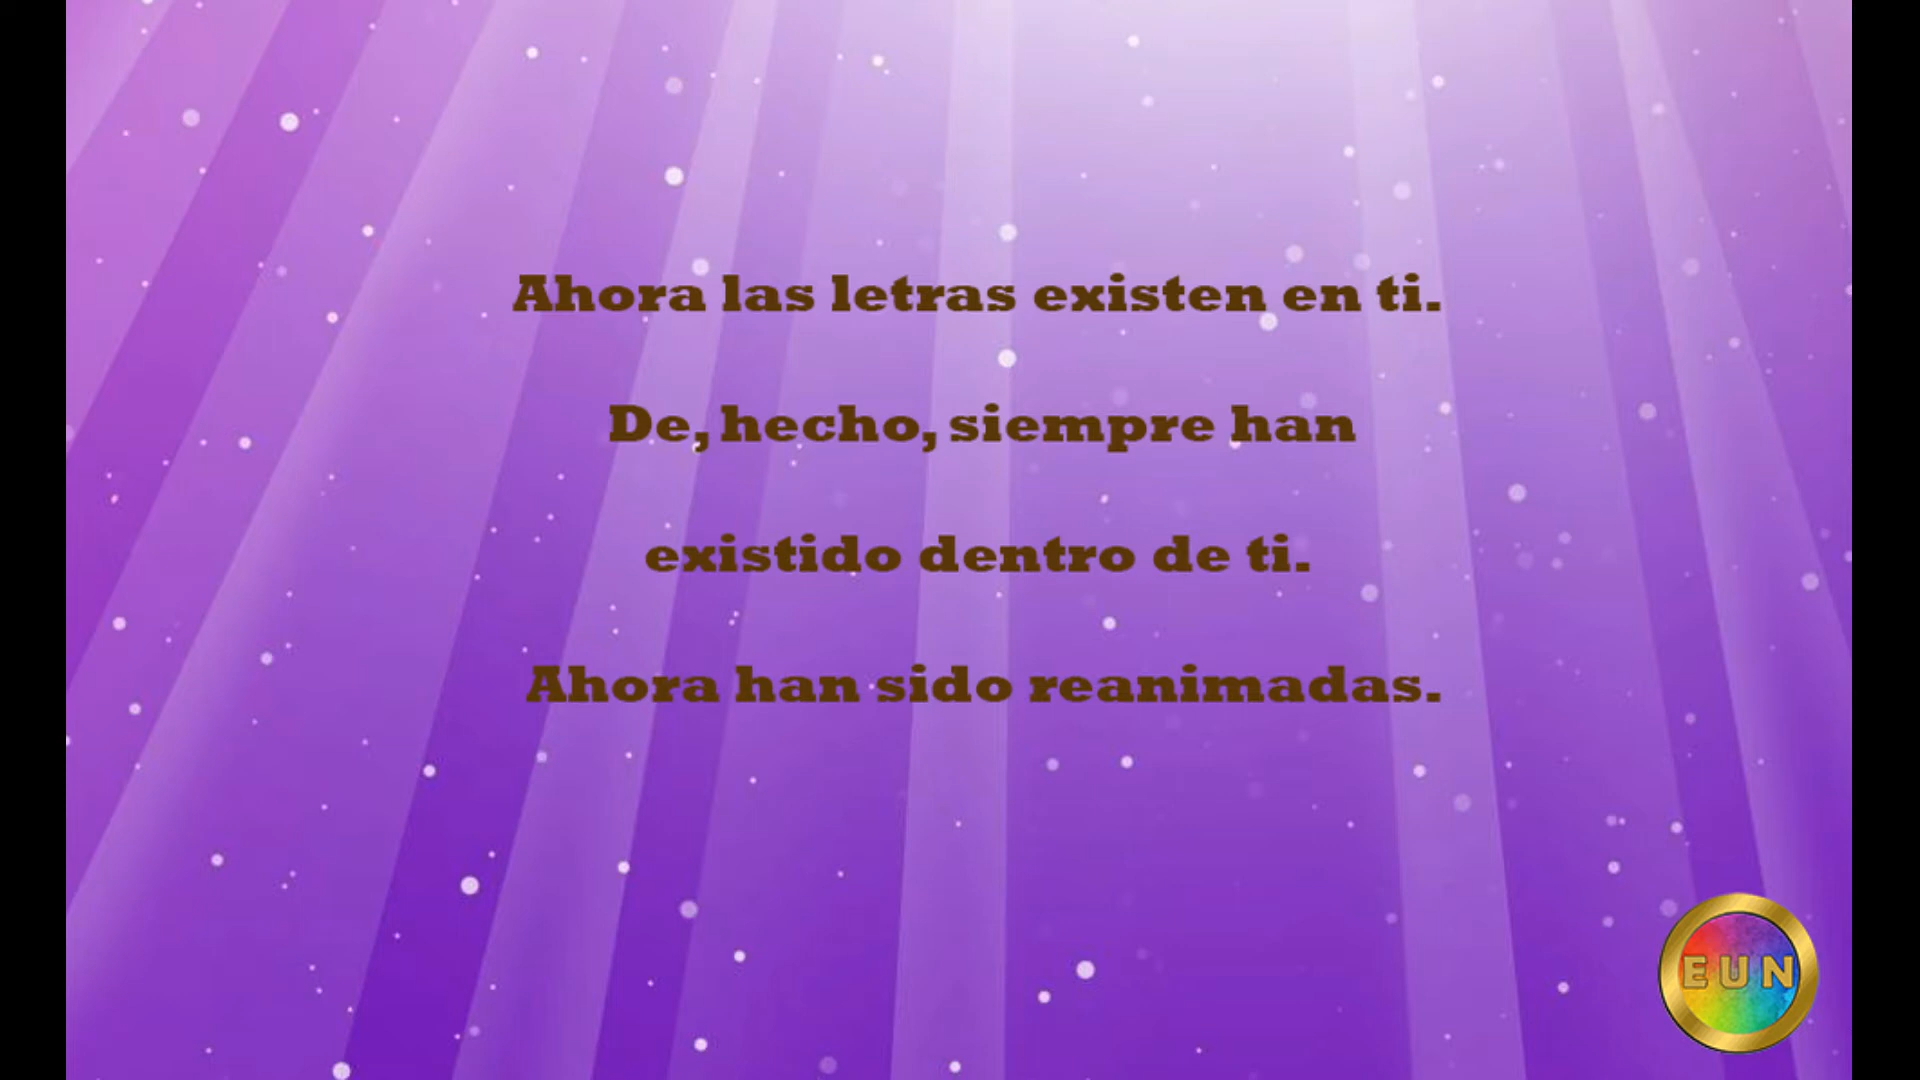 Ahora las letras existen en ti.
De, hecho, siempre han
existido dentro de ti.
Ahora han sido reanimadas.
EUN